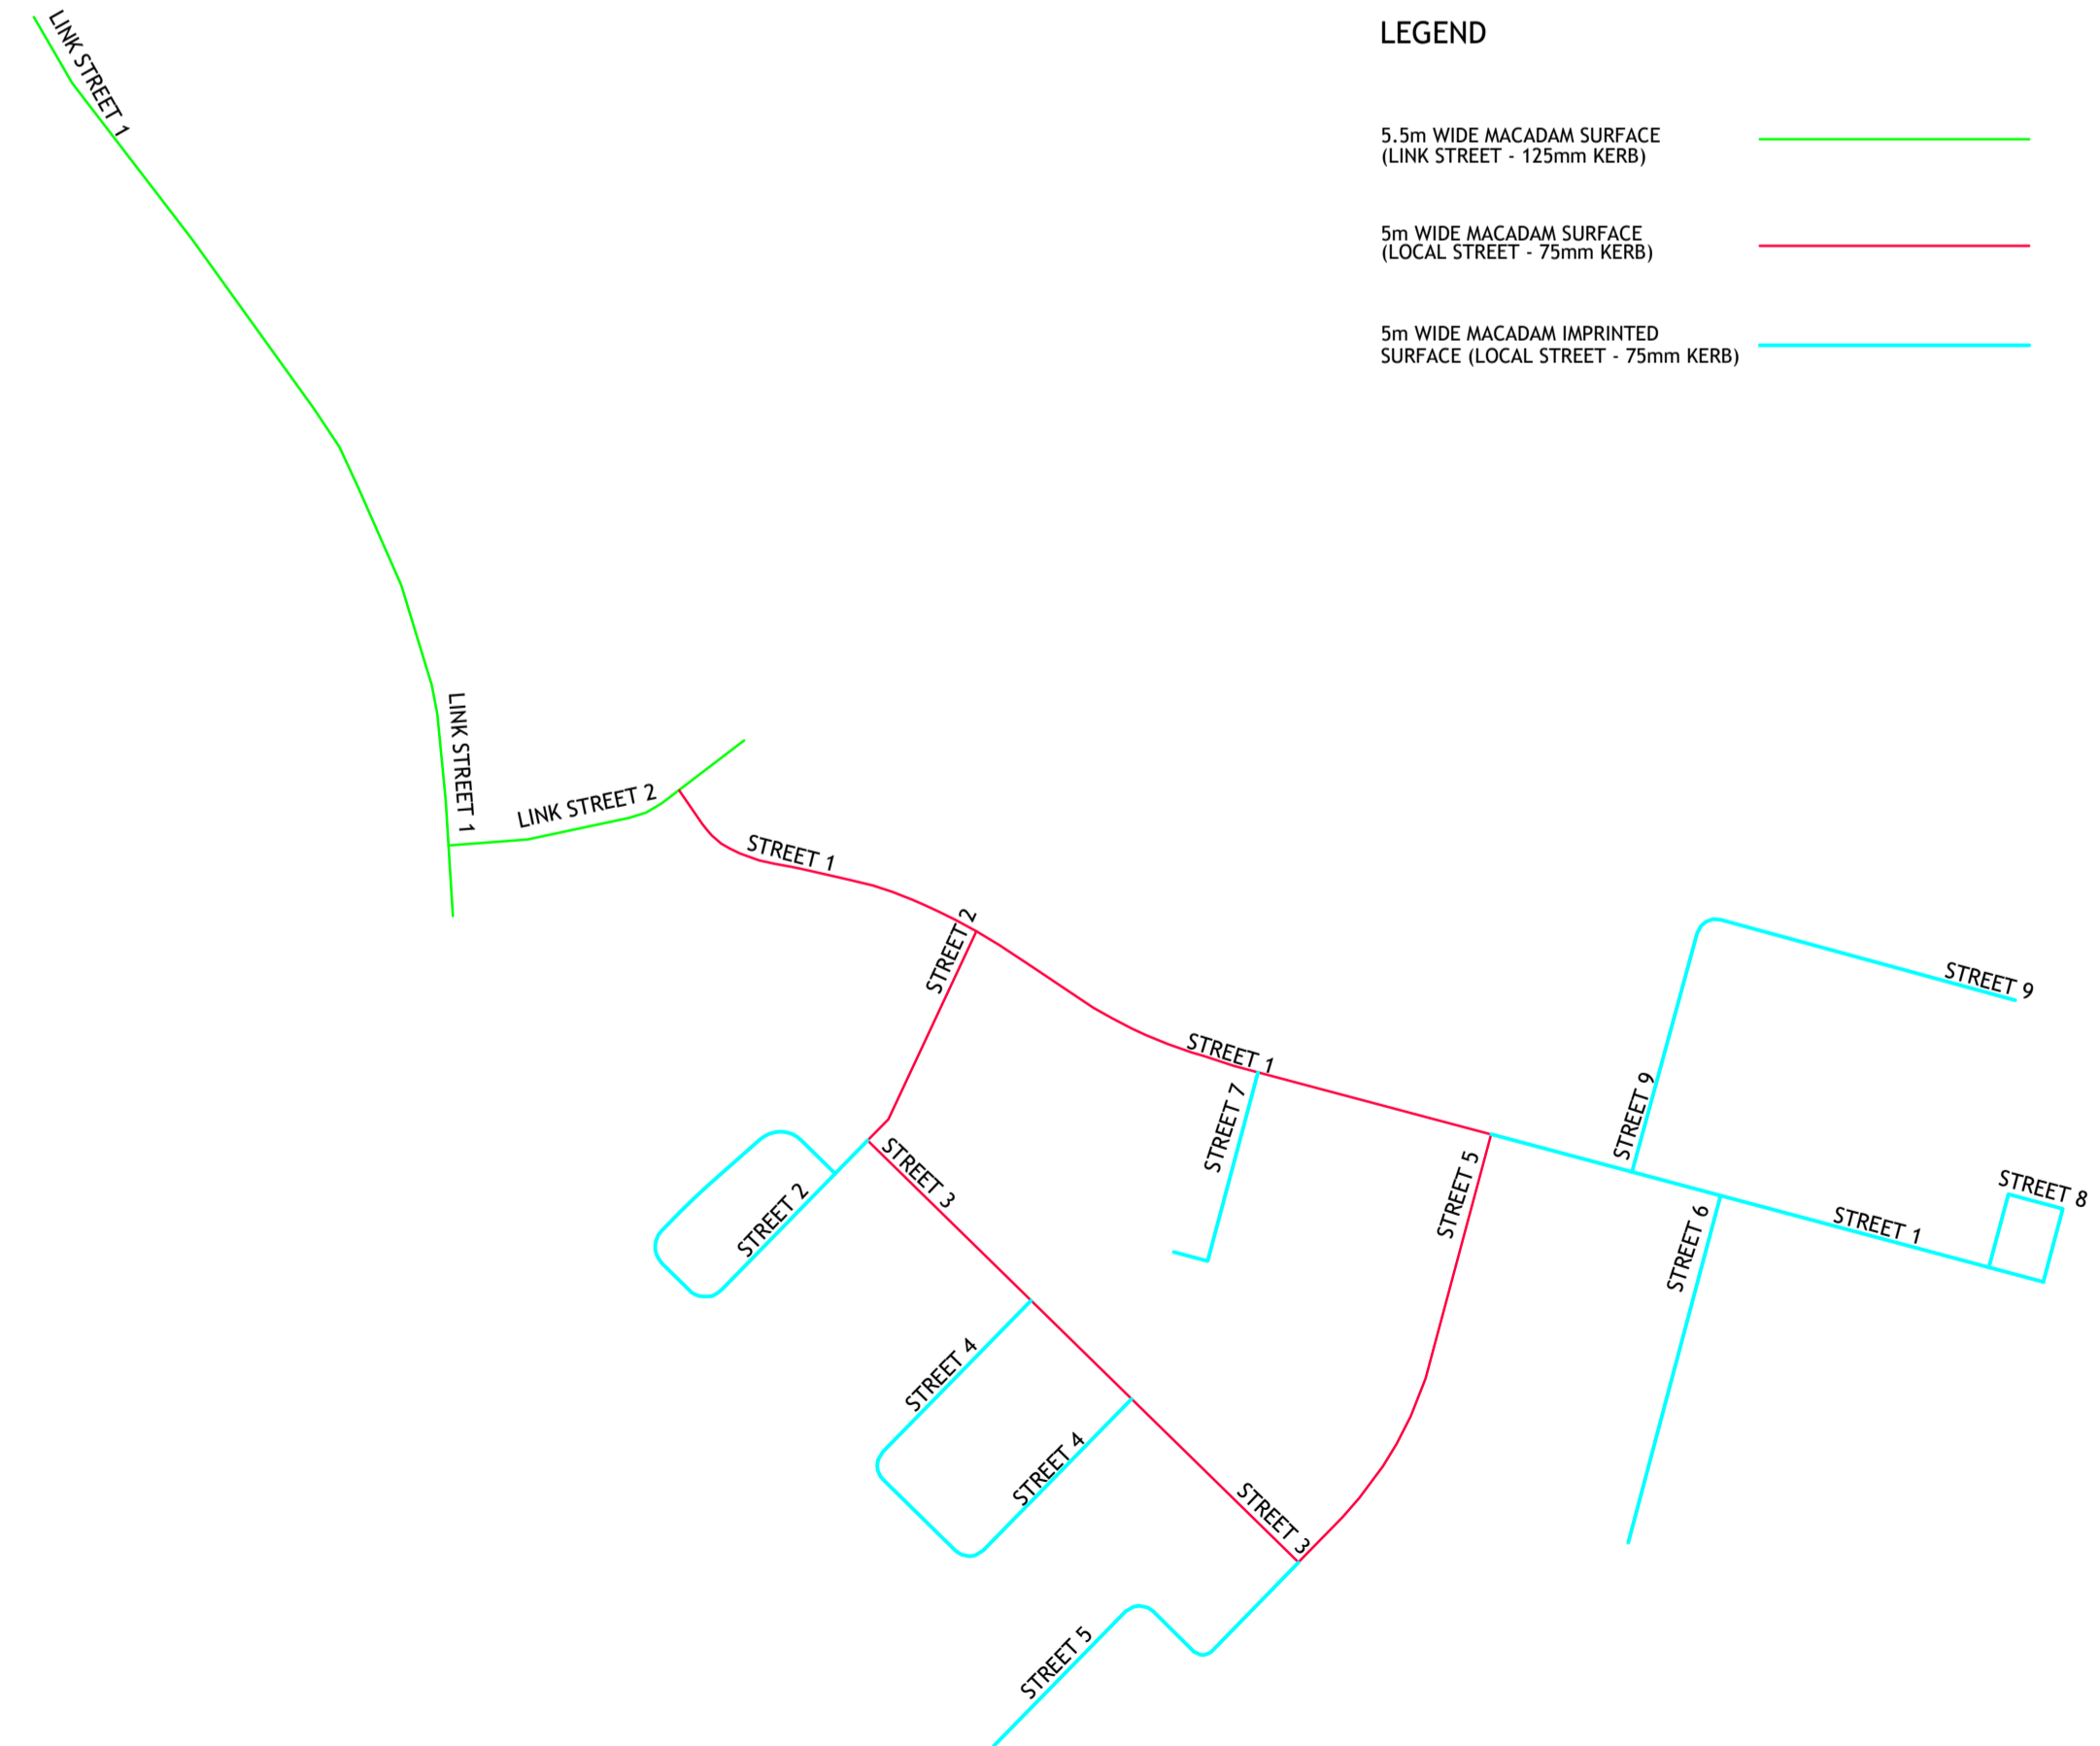 LINK STREET 1
LEGEND
5.5m WIDE MACADAM SURFACE
(LINK STREET - 125mm KERB)
5m WIDE MACADAM SURFACE
(LOCAL STREET - 75mm KERB)
5m WIDE MACADAM IMPRINTED
SURFACE (LOCAL STREET - 75mm KERB)
LINK STREET 1
LINK STREET 2
STREET 1
STREET 2
STREET 9
STREET 1
STREET 7
STREET 9
STREET 3
STREET 5
STREET 8
STREET 2
STREET 6
STREET 1
STREET 4
STREET 4
STREET 3
STREET 5